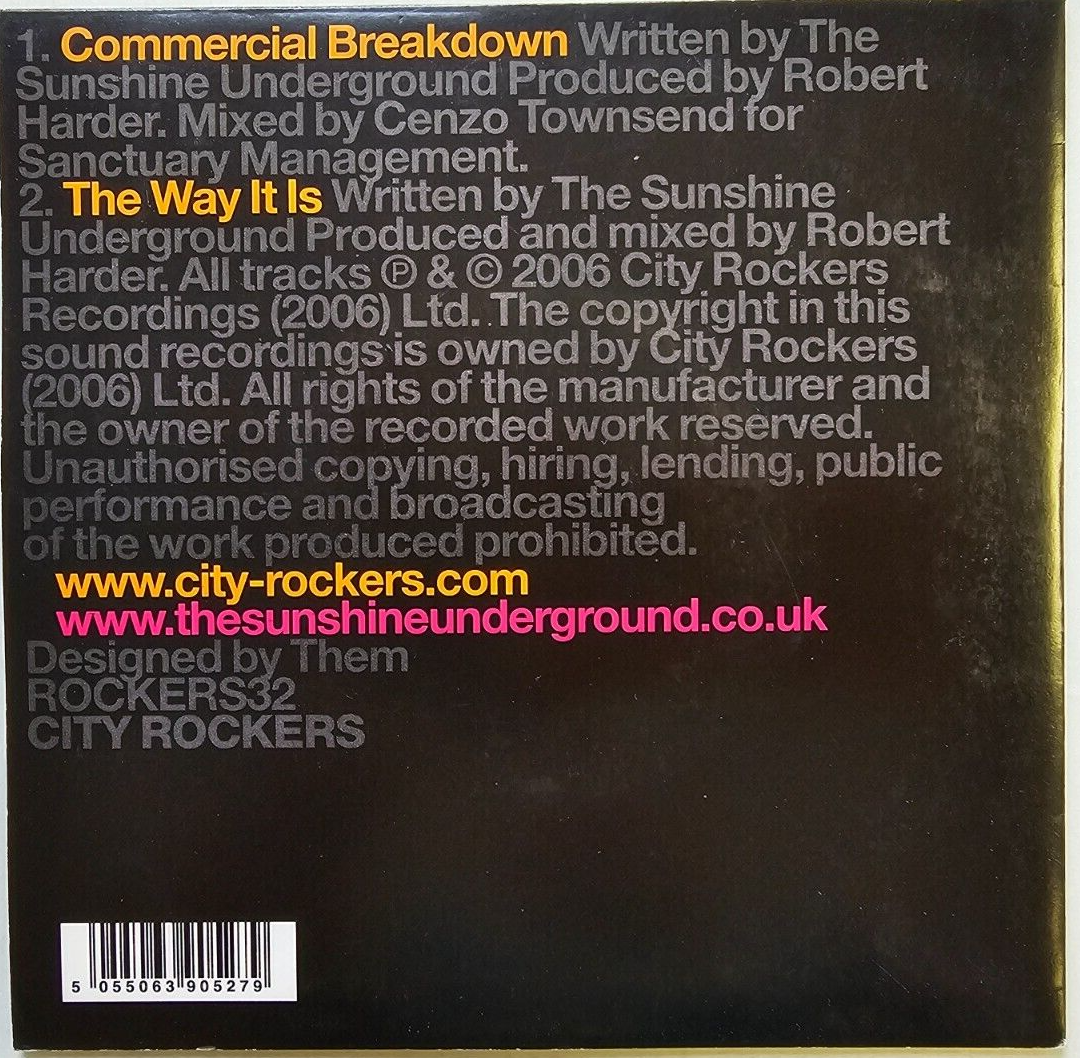 1. Commercial Breakdown Written by The
Sunshine Underground Produced by Robert
Harder. Mixed by Cenzo Townsend for
Sanctuary Management.
2. The Way It Is Written by The Sunshine
Underground Produced and mixed by Robert
Harder. All tracks ℗ & © 2006 City Rockers
Recordings (2006) Ltd. The copyright in this
sound recordings is owned by City Rockers
(2006) Ltd. All rights of the manufacturer and
the owner of the recorded work reserved.
Unauthorised copying, hiring, lending, public
performance and broadcasting
of the work produced prohibited.
www.city-rockers.com
www.thesunshineunderground.co.uk
Designed by Them
ROCKERS32
CITY ROCKERS
5 055063 905279